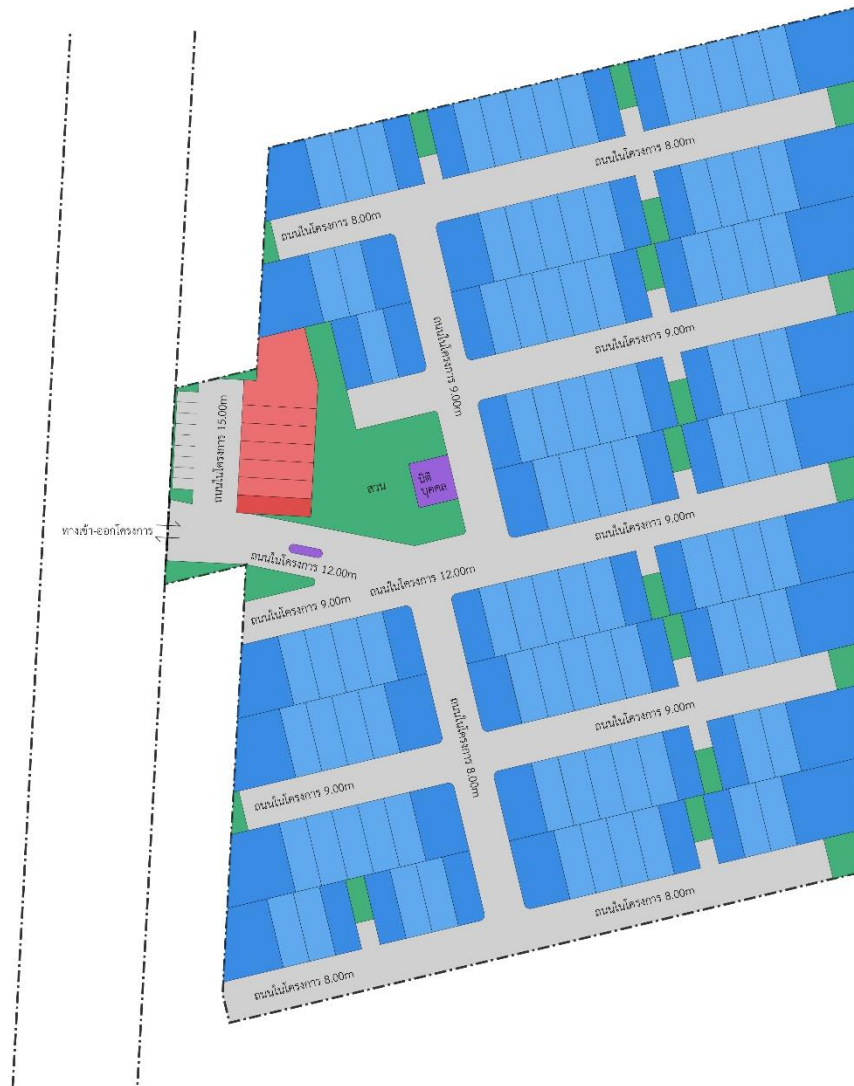 ถนนในโครงการ 8.00m
ถนนในโครงการ 8.00m
ถนนในโครงการ 9.00m
ถนนในโครงการ 9.00m
ถนนในโครงการ 15.00m
สวน
นิติ
บุคคล
ทางเข้า-ออกโครงการ
ถนนในโครงการ 9.00m
ถนนในโครงการ 12.00m
ถนนในโครงการ 12.00m
ถนนในโครงการ 9.00m
ถนนในโครงการ 8.00m
ถนนในโครงการ 9.00m
ถนนในโครงการ 9.00m
ถนนในโครงการ 8.00m
ถนนในโครงการ 8.00m